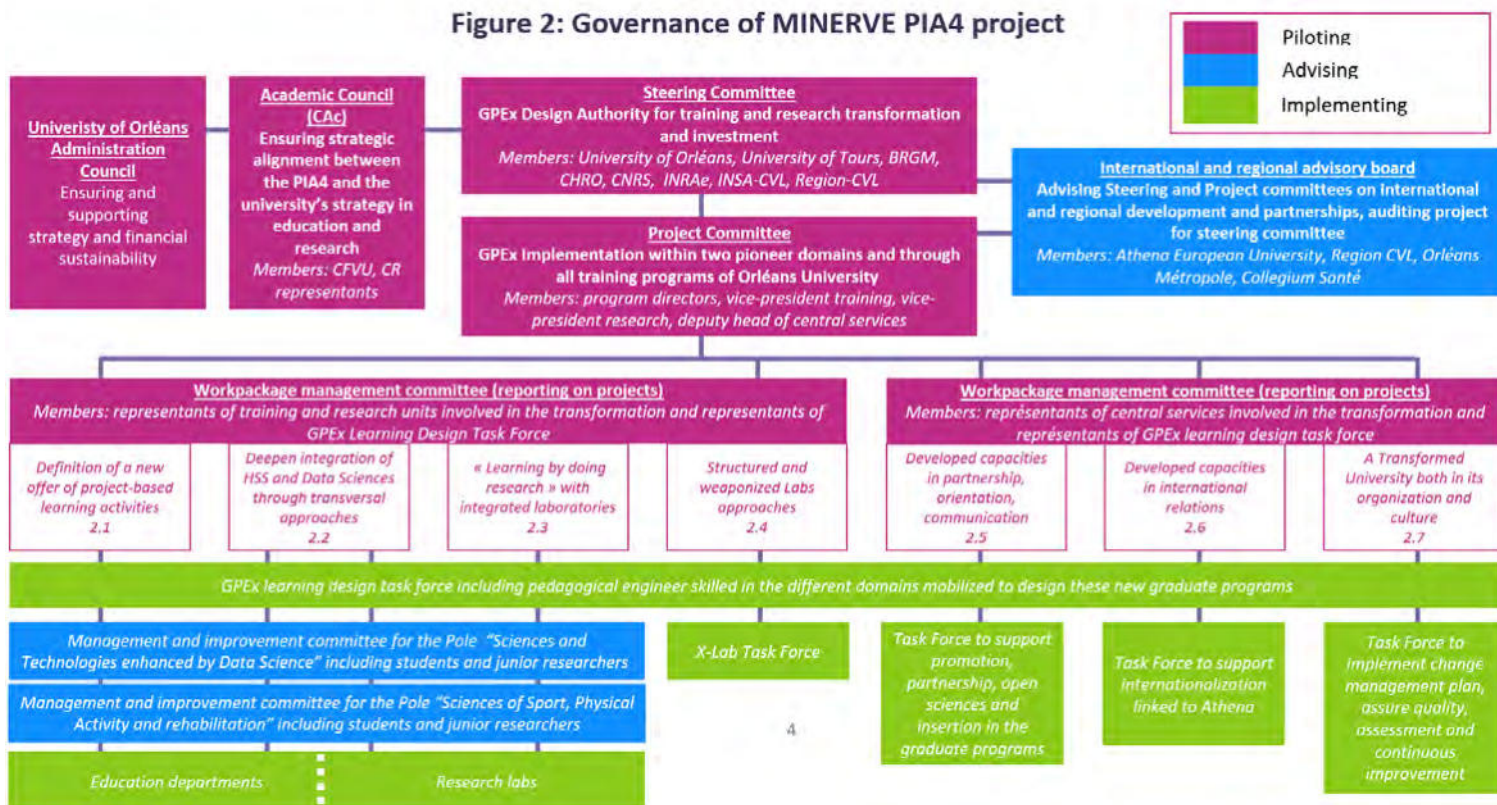 Figure 2: Governance of MINERVE PIA4 project
Piloting
Advising
Implementing
Univeristy of Orléans
Administration
Council
Ensuring and
supporting
strategy and financial
sustainability
Academic Council
(CAc)
Ensuring strategic
alignment between
the PIA4 and the
university's strategy in
education and
research
Members: CFVU, CR
representants
Steering Committee
GPEx Design Authority for training and research transformation
and investment
Members: University of Orléans, University of Tours, BRGM,
CHRO, CNRS, INRAe, INSA-CVL, Region-CVL
Project Committee
GPEx Implementation within two pioneer domains and through
all training programs of Orléans University
Members: program directors, vice-president training, vice-
president research, deputy head of central services
International and regional advisory board
Advising Steering and Project committees on international
and regional development and partnerships, auditing project
for steering committee
Members: Athena European University, Region CVL, Orléans
Métropole, Collegium Santé
Workpackage management committee (reporting on projects)
Members: representants of training and research units involved in the transformation and representants of
GPEx Learning Design Task Force
Workpackage management committee (reporting on projects)
Members: représentants of central services involved in the transformation and
représentants of GPEx learning design task force
Definition of a new
offer of project-based
learning activities
2.1
Deepen integration of
HSS and Data Sciences
through transversal
approaches
2.2
« Learning by doing
research » with
integrated laboratories
2.3
Structured and
weaponized Labs
approaches
2.4
Developed capacities
in partnership,
orientation,
communication
2.5
Developed capacities
in international
relations
2.6
A Transformed
University both in its
organization and
culture
2.7
GPEx learning design task force including pedagogical engineer skilled in the different domains mobilized to design these new graduate programs
Management and improvement committee for the Pole "Sciences and
Technologies enhanced by Data Science" including students and junior researchers
Management and improvement committee for the Pole "Sciences of Sport, Physical
Activity and rehabilitation" including students and junior researchers
Education departments
Research labs
X-Lab Task Force
Task Force to support
promotion,
partnership, open
sciences and
insertion in the
graduate programs
Task Force to support
internationalization
linked to Athena
Task Force to
implement change
management plan,
assure quality,
assessment and
continuous
improvement
4